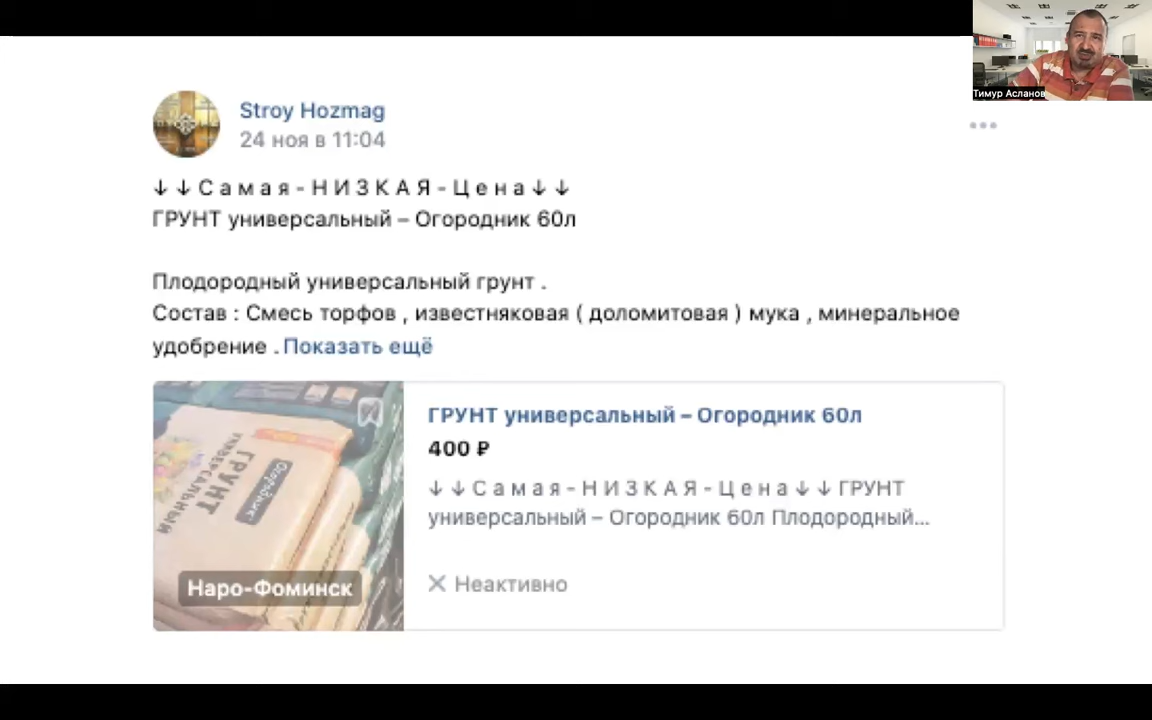 Тимур Асланов
Stroy Hozmag
24 ноя в 11:04
↓ ↓ С а м а я - Н И З К А Я - Ц е н а ↓ ↓
ГРУНТ универсальный – Огородник 60л
Плодородный универсальный грунт .
Состав : Смесь торфов , известняковая ( доломитовая ) мука , минеральное
удобрение . Показать ещё
ГРУНТ универсальный – Огородник 60л
400 ₽
↓ ↓ С а м а я - Н И З К А Я - Ц е н а ↓ ↓ ГРУНТ
универсальный – Огородник 60л Плодородный...
× Неактивно
Огородник
ГРУНТ
УНИВЕРСАЛЬНЫЙ
Наро-Фоминск